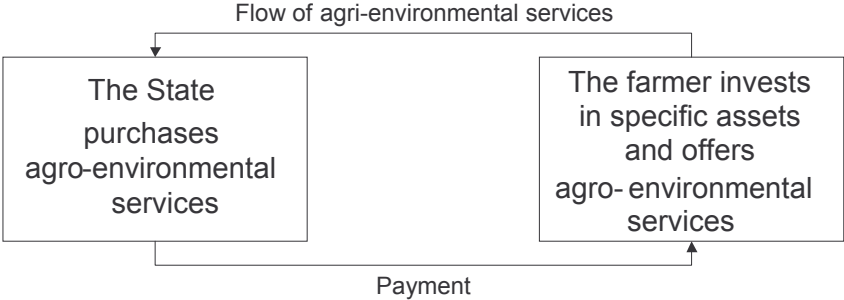 Flow of agri-environmental services
The State
purchases
agro-environmental
services
The farmer invests
in specific assets
and offers
agro- environmental
services
Payment